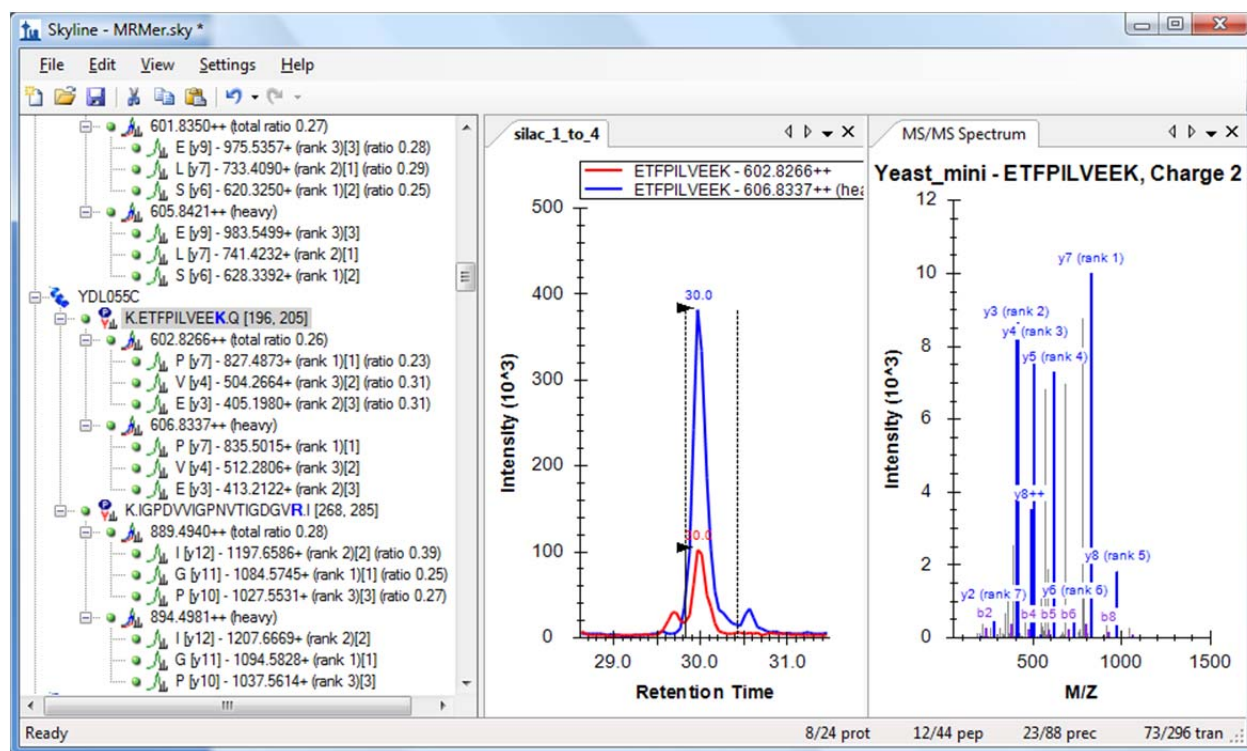 Skyline - MRMer.sky *
File Edit View Settings Help
601.8350++ (total ratio 0.27)
E [y9] - 975.5357+ (rank 3)[3] (ratio 0.28)
L [y7] - 733.4090+ (rank 2)[1] (ratio 0.29)
S [y6] - 620.3250+ (rank 1)[2] (ratio 0.25)
605.8421++ (heavy)
E [y9] - 983.5499+ (rank 3)[3]
L [y7] - 741.4232+ (rank 2)[1]
S [y6] - 628.3392+ (rank 1)[2]
YDL055C
K.ETFPILVEEK.Q [196, 205]
602.8266++ (total ratio 0.26)
P [y7] - 827.4873+ (rank 1)[1] (ratio 0.23)
V [y4] - 504.2664+ (rank 3)[2] (ratio 0.31)
E [y3] - 405.1980+ (rank 2)[3] (ratio 0.31)
606.8337++ (heavy)
P [y7] - 835.5015+ (rank 1)[1]
V [y4] - 512.2806+ (rank 3)[2]
E [y3] - 413.2122+ (rank 2)[3]
K.IGPDVVIGPNVTIGDGVR.I [268, 285]
889.4940++ (total ratio 0.28)
I [y12] - 1197.6586+ (rank 2)[2] (ratio 0.39)
G [y11] - 1084.5745+ (rank 1)[1] (ratio 0.25)
P [y10] - 1027.5531+ (rank 3)[3] (ratio 0.27)
894.4981++ (heavy)
I [y12] - 1207.6669+ (rank 2)[2]
G [y11] - 1094.5828+ (rank 1)[1]
P [y10] - 1037.5614+ (rank 3)[3]
silac_1_to_4
ETFPILVEEK - 602.8266++
ETFPILVEEK - 606.8337++ (hea
500
400
300
200
100
0
Intensity (10^3)
30.0
30.0
29.0 30.0 31.0
Retention Time
MS/MS Spectrum
Yeast_mini - ETFPILVEEK, Charge 2
12
10
8
6
4
2
0
Intensity (10^3)
y7 (rank 1)
y3 (rank 2)
y4 (rank 3)
y5 (rank 4)
y8++
y8 (rank 5)
y2 (rank 7)
y6 (rank 6)
b2 b4 b5 b6 b8
500 1000 1500
M/Z
Ready 8/24 prot 12/44 pep 23/88 prec 73/296 tran